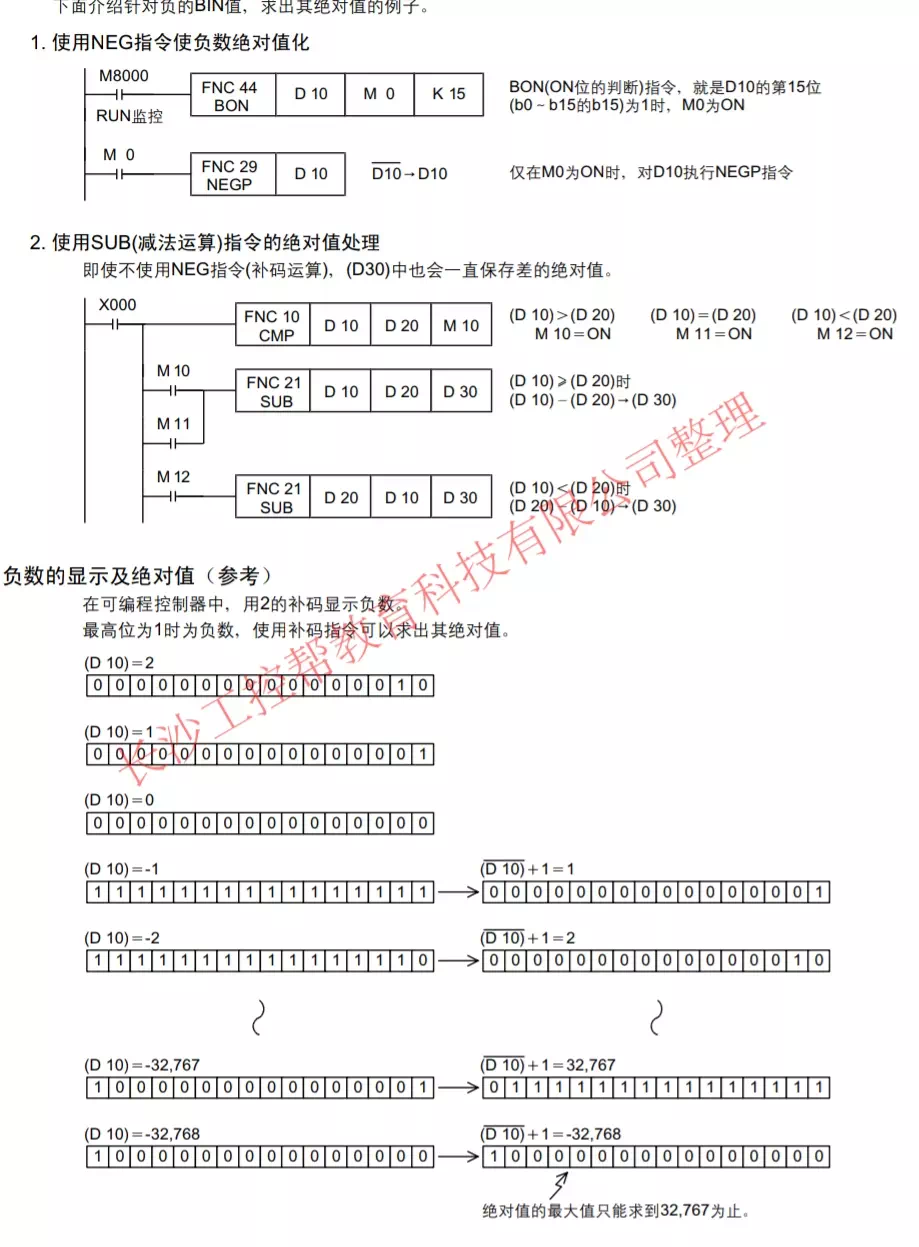 下面介绍针对负的BIN值，求出其绝对值的例子。
1. 使用NEG指令使负数绝对值化
M8000
RUN监控
FNC 44
BON
D 10
M 0
K 15
BON(ON位的判断)指令，就是D10的第15位
(b0～b15的b15)为1时，M0为ON
M 0
FNC 29
NEGP
D 10
D10→D10
仅在M0为ON时，对D10执行NEGP指令
2. 使用SUB(减法运算)指令的绝对值处理
即使不使用NEG指令(补码运算)，(D30)中也会一直保存差的绝对值。
X000
FNC 10
CMP
D 10
D 20
M 10
(D 10)＞(D 20)
M 10＝ON
(D 10)＝(D 20)
M 11＝ON
(D 10)＜(D 20)
M 12＝ON
M 10
M 11
FNC 21
SUB
D 10
D 20
D 30
(D 10)⩾(D 20)时
(D 10)－(D 20)→(D 30)
M 12
FNC 21
SUB
D 20
D 10
D 30
(D 10)＜(D 20)时
(D 20)－(D 10)→(D 30)
长沙工控帮教育科技有限公司整理
负数的显示及绝对值（参考）
在可编程控制器中，用2的补码显示负数。
最高位为1时为负数，使用补码指令可以求出其绝对值。
(D 10)＝2
0 0 0 0 0 0 0 0 0 0 0 0 0 0 1 0
(D 10)＝1
0 0 0 0 0 0 0 0 0 0 0 0 0 0 0 1
(D 10)＝0
0 0 0 0 0 0 0 0 0 0 0 0 0 0 0 0
(D 10)＝-1
1 1 1 1 1 1 1 1 1 1 1 1 1 1 1 1
(D 10)＋1＝1
0 0 0 0 0 0 0 0 0 0 0 0 0 0 0 1
(D 10)＝-2
1 1 1 1 1 1 1 1 1 1 1 1 1 1 1 0
(D 10)＋1＝2
0 0 0 0 0 0 0 0 0 0 0 0 0 0 1 0
(D 10)＝-32,767
1 0 0 0 0 0 0 0 0 0 0 0 0 0 0 1
(D 10)＋1＝32,767
0 1 1 1 1 1 1 1 1 1 1 1 1 1 1 1
(D 10)＝-32,768
1 0 0 0 0 0 0 0 0 0 0 0 0 0 0 0
(D 10)＋1＝-32,768
1 0 0 0 0 0 0 0 0 0 0 0 0 0 0 0
绝对值的最大值只能求到32,767为止。